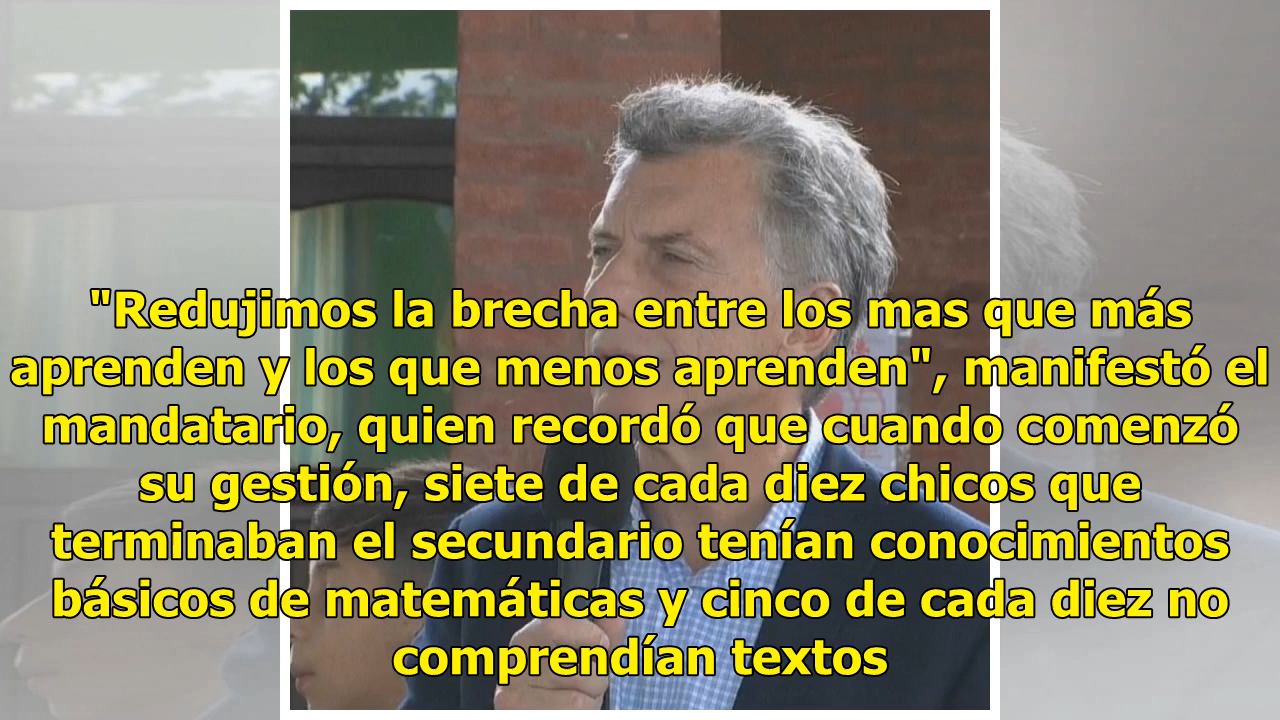 "Redujimos la brecha entre los mas que más
aprenden y los que menos aprenden", manifestó el
mandatario, quien recordó que cuando comenzó
su gestión, siete de cada diez chicos que
terminaban el secundario tenían conocimientos
básicos de matemáticas y cinco de cada diez no
comprendían textos